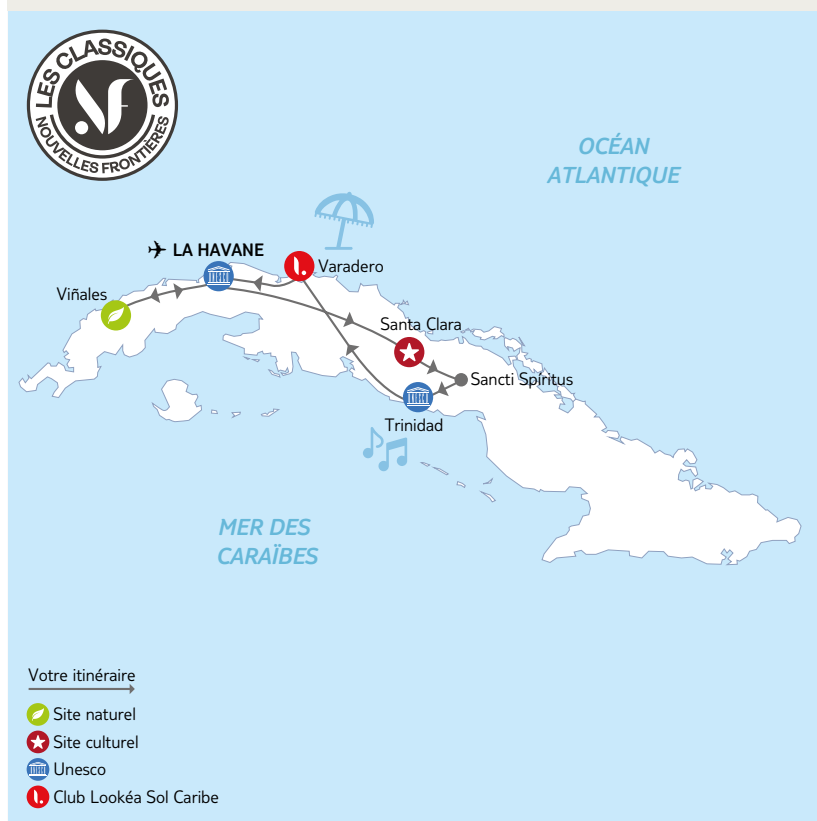 LES CLASSIQUES
NF
NOUVELLES FRONTIÈRES
OCÉAN
ATLANTIQUE
LA HAVANE
Varadero
Viñales
Santa Clara
Sancti Spíritus
Trinidad
MER DES
CARAÏBES
Votre itinéraire
Site naturel
Site culturel
Unesco
Club Lookéa Sol Caribe